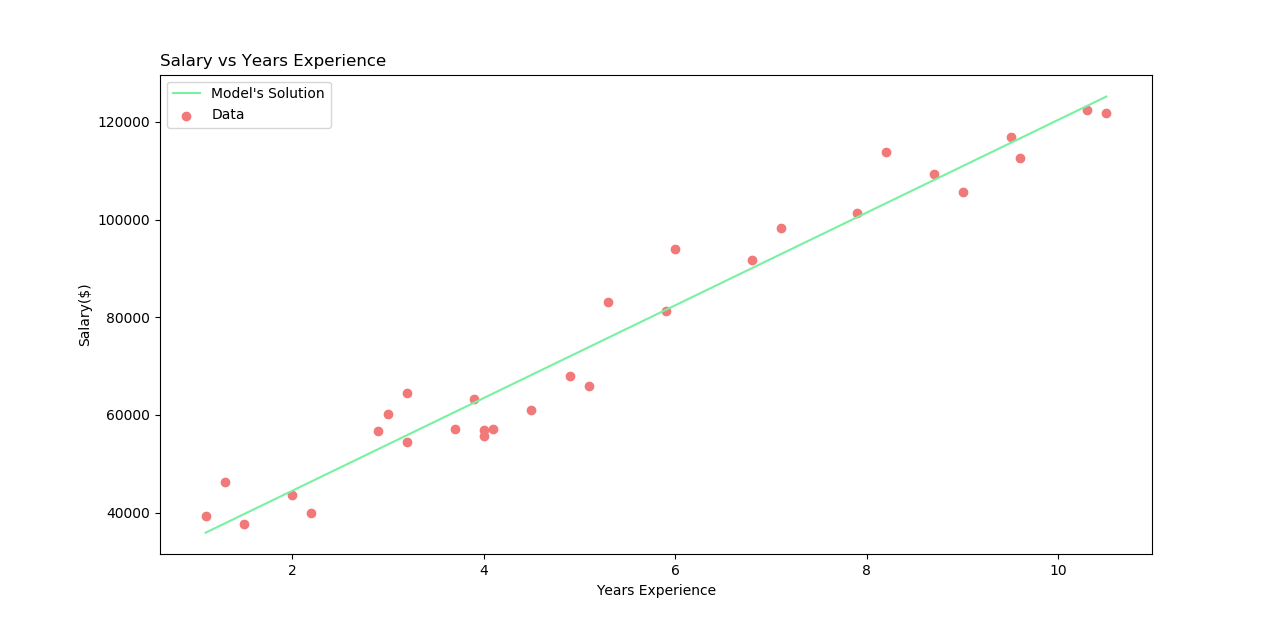 Salary vs Years Experience
Model's Solution
Data
120000
100000
80000
60000
40000
Salary($)
2 4 6 8 10
Years Experience